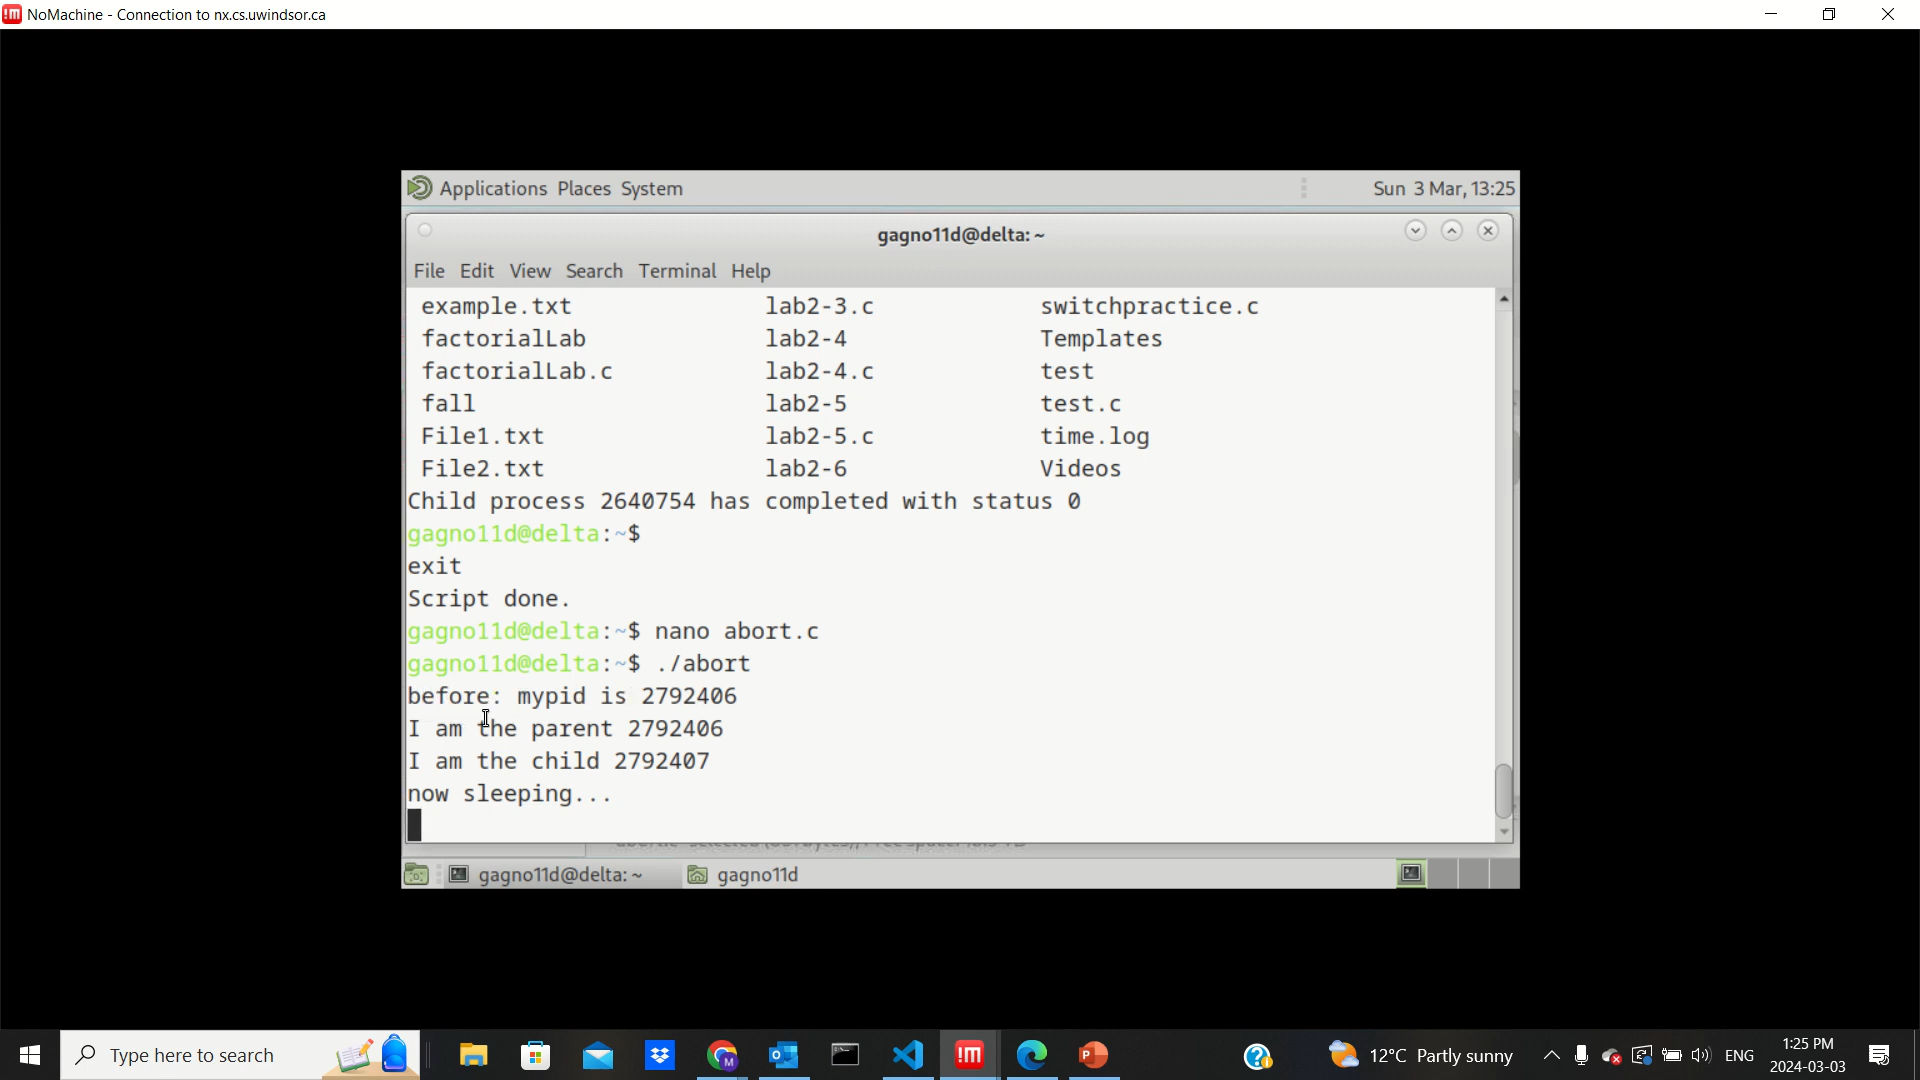 NoMachine - Connection to nx.cs.uwindsor.ca
Applications Places System Sun 3 Mar, 13:25
gagno11d@delta: ~
File Edit View Search Terminal Help
example.txt lab2-3.c switchpractice.c
factorialLab lab2-4 Templates
factorialLab.c lab2-4.c test
fall lab2-5 test.c
File1.txt lab2-5.c time.log
File2.txt lab2-6 Videos
Child process 2640754 has completed with status 0
gagno11d@delta:~$
exit
Script done.
gagno11d@delta:~$ nano abort.c
gagno11d@delta:~$ ./abort
before: mypid is 2792406
I am the parent 2792406
I am the child 2792407
now sleeping...
gagno11d@delta: ~ gagno11d
Type here to search 12°C Partly sunny ENG 1:25 PM
2024-03-03